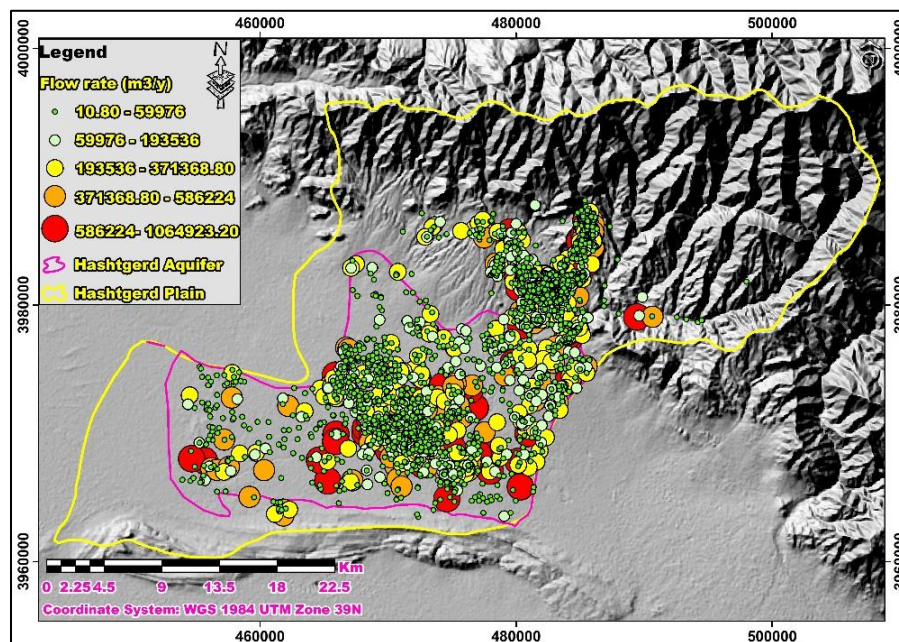 460000 480000 500000
4000000 4000000
Legend
N
Flow rate (m3/y)
10.80 - 59976
59976 - 193536
193536 - 371368.80
371368.80 - 586224
586224- 1064923.20
Hashtgerd Aquifer
Hashtgerd Plain
3980000 3980000
3960000 3960000
Km
0 2.25 4.5 9 13.5 18 22.5
Coordinate System: WGS 1984 UTM Zone 39N
460000 480000 500000